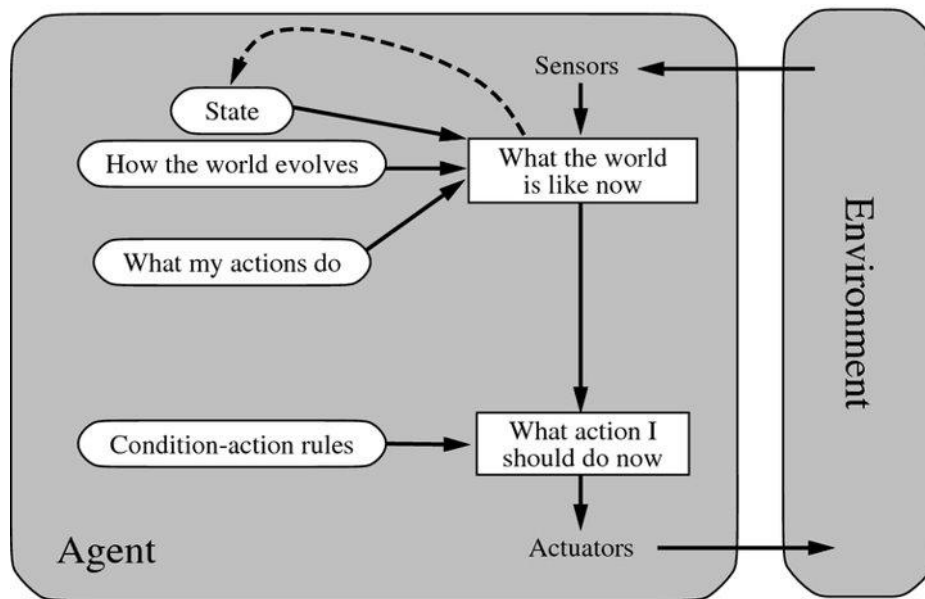 Sensors
State
How the world evolves
What the world
is like now
What my actions do
Environment
Condition-action rules
What action I
should do now
Agent
Actuators